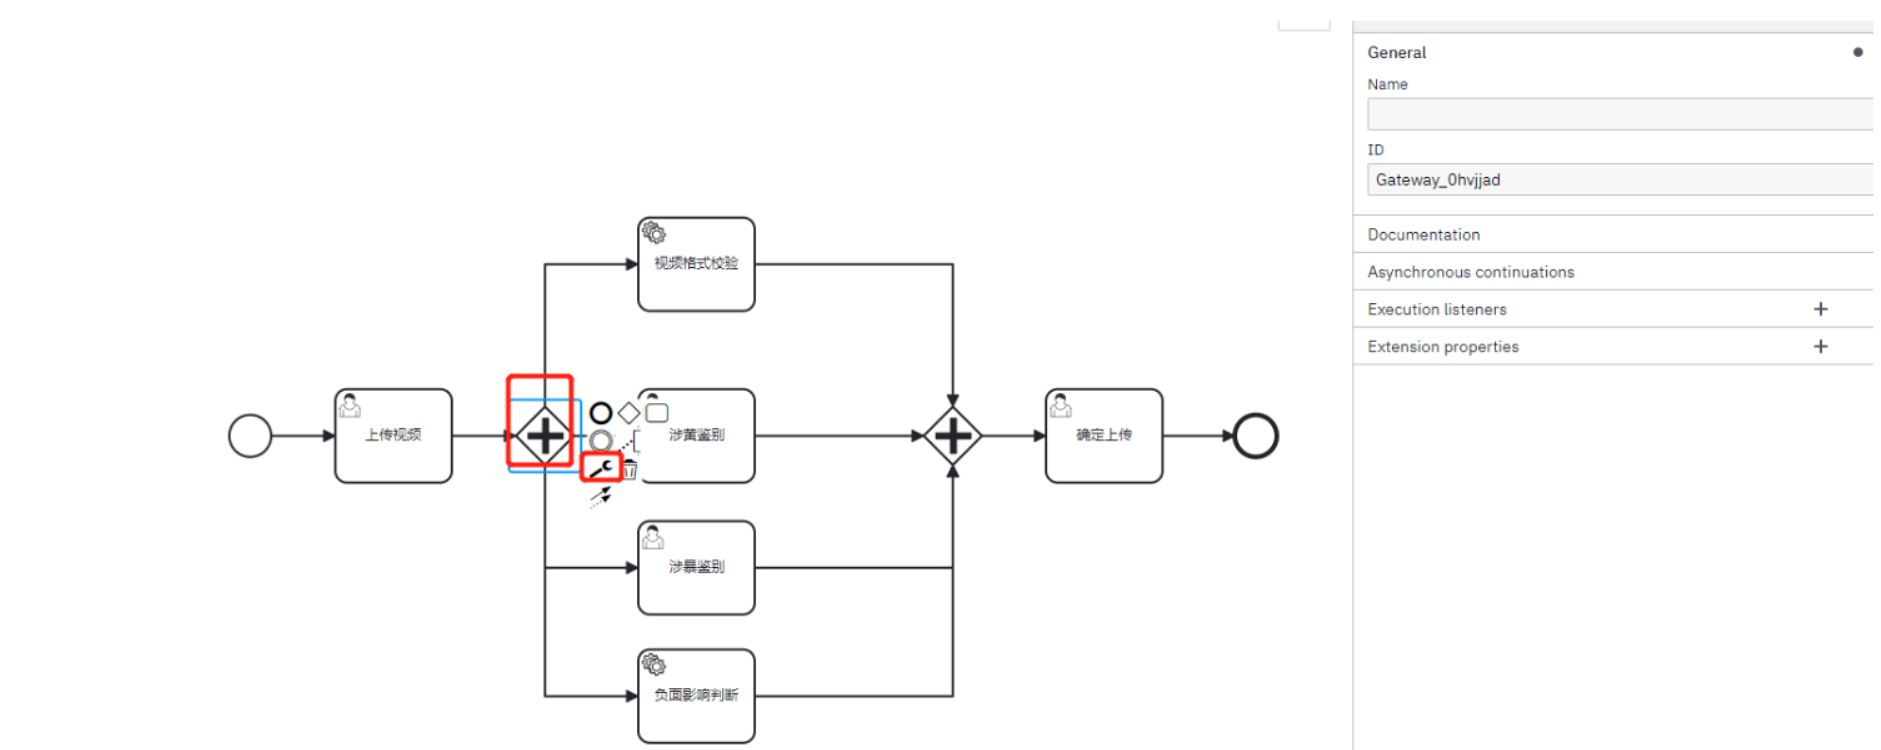 General
Name
ID
Gateway_0hvjjad
Documentation
Asynchronous continuations
Execution listeners
Extension properties
视频格式校验
上传视频
涉黄鉴别
确定上传
涉暴鉴别
负面影响判断